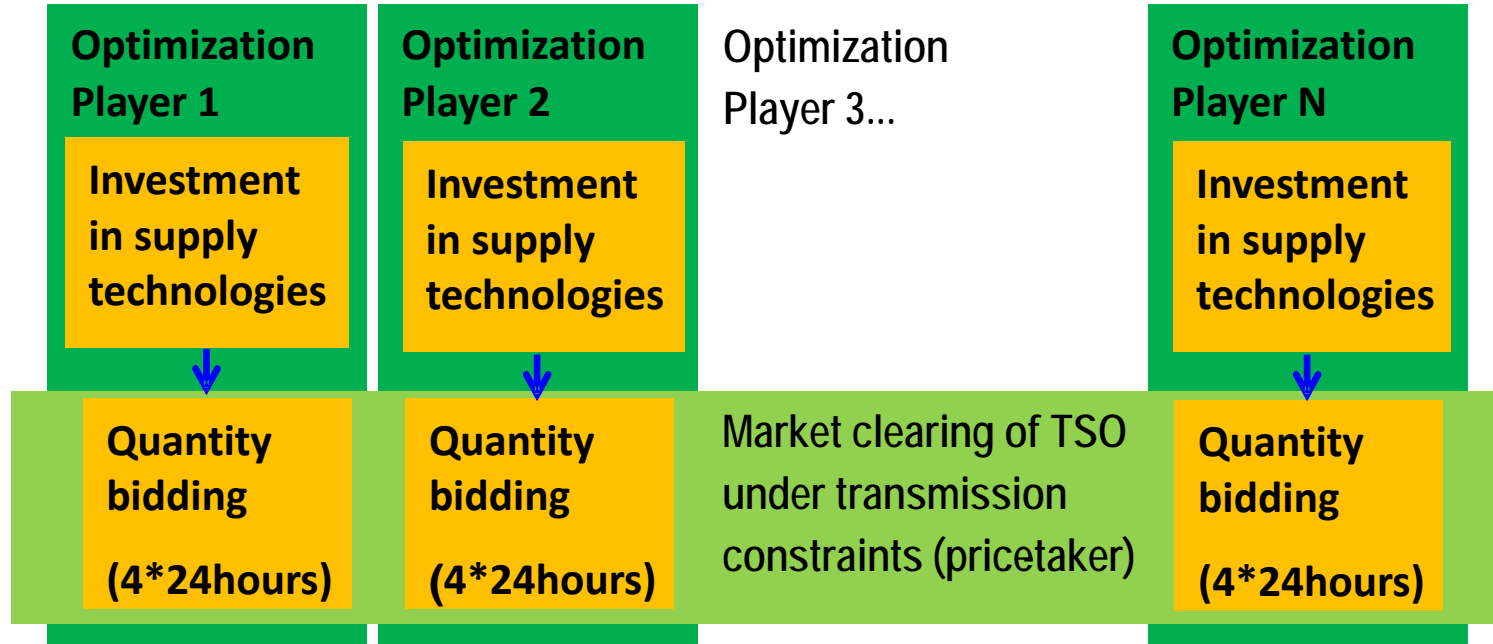 Optimization
Player 1
Investment
in supply
technologies
Quantity
bidding
(4*24hours)
Optimization
Player 2
Investment
in supply
technologies
Quantity
bidding
(4*24hours)
Optimization
Player 3...
Market clearing of TSO
under transmission
constraints (pricetaker)
Optimization
Player N
Investment
in supply
technologies
Quantity
bidding
(4*24hours)